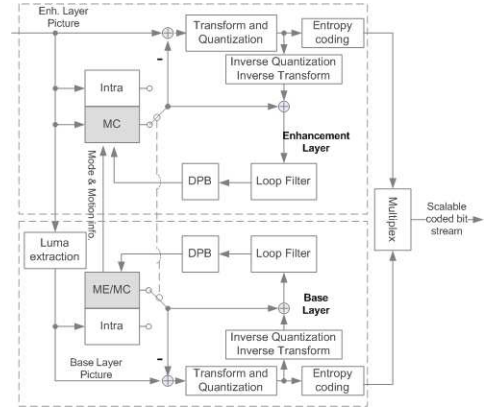 Enh. Layer
Picture
Transform and
Quantization
Entropy
coding
Inverse Quantization
Inverse Transform
-
Intra
MC
Enhancement
Layer
DPB
Loop Filter
Mode & Motion info.
Multiplex
Scalable
coded bit-
stream
Luma
extraction
DPB
Loop Filter
ME/MC
Intra
Base
Layer
Inverse Quantization
Inverse Transform
-
Base Layer
Picture
Transform and
Quantization
Entropy
coding